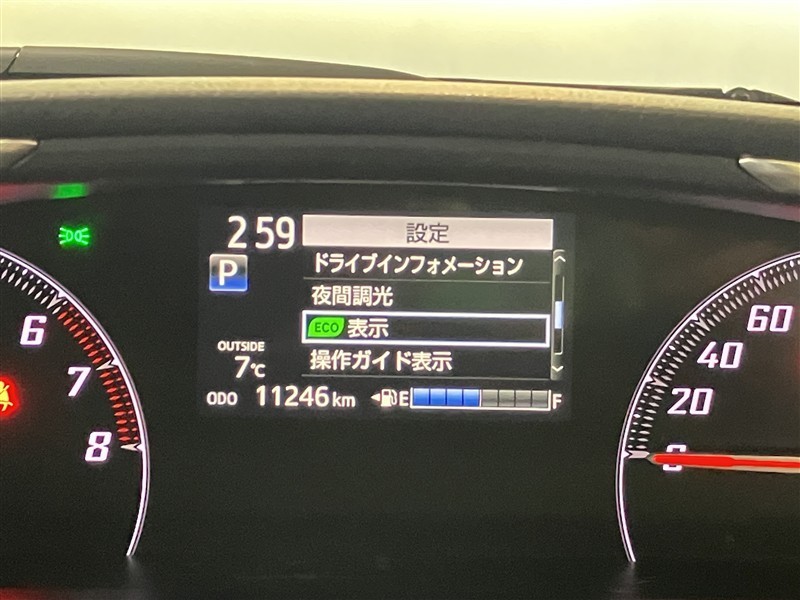 2 59 設定
P ドライブインフォメーション
夜間調光
ECO 表示
操作ガイド表示
OUTSIDE
7℃
ODO 11246 km E F
6
7
8
60
40
20
0